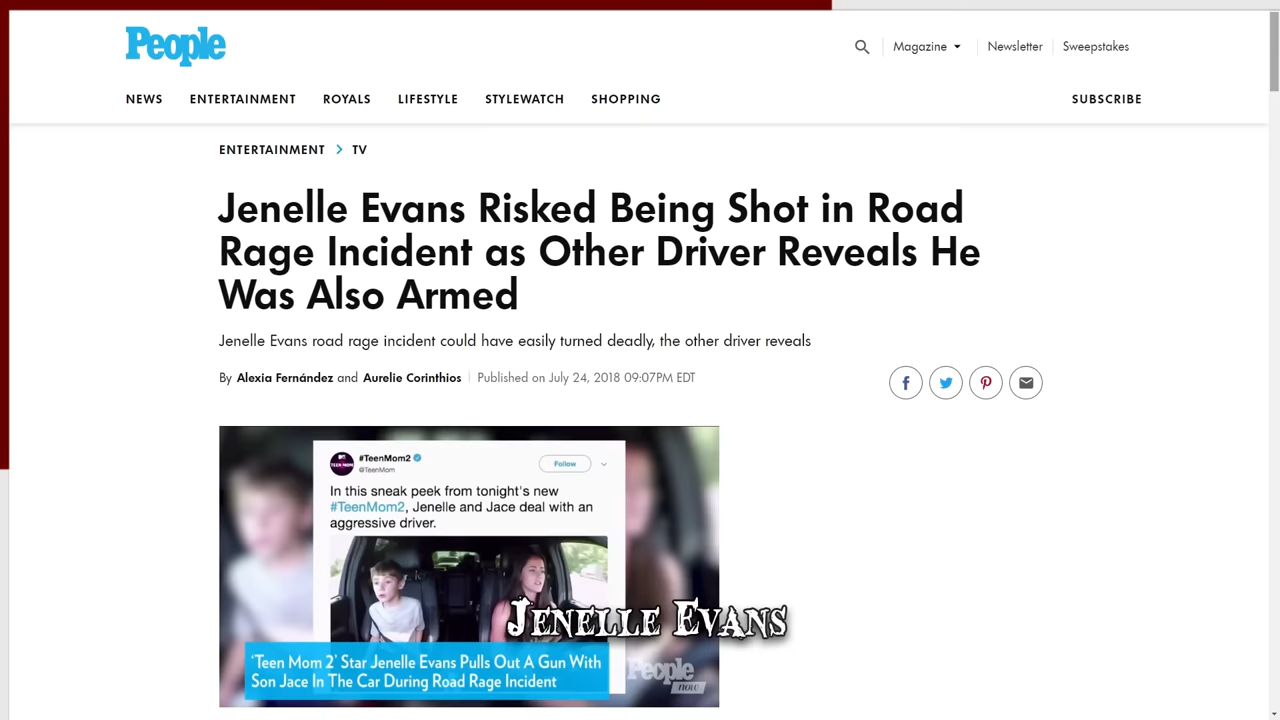 People
Magazine
Newsletter
Sweepstakes
NEWS
ENTERTAINMENT
ROYALS
LIFESTYLE
STYLEWATCH
SHOPPING
SUBSCRIBE
ENTERTAINMENT > TV
Jenelle Evans Risked Being Shot in Road
Rage Incident as Other Driver Reveals He
Was Also Armed
Jenelle Evans road rage incident could have easily turned deadly, the other driver reveals
By Alexia Fernández and Aurelie Corinthios | Published on July 24, 2018 09:07PM EDT
#TeenMom2
@TeenMom
Follow
In this sneak peek from tonight's new
#TeenMom2, Jenelle and Jace deal with an
aggressive driver.
JENELLE EVANS
'Teen Mom 2' Star Jenelle Evans Pulls Out A Gun With
Son Jace In The Car During Road Rage Incident
People
now